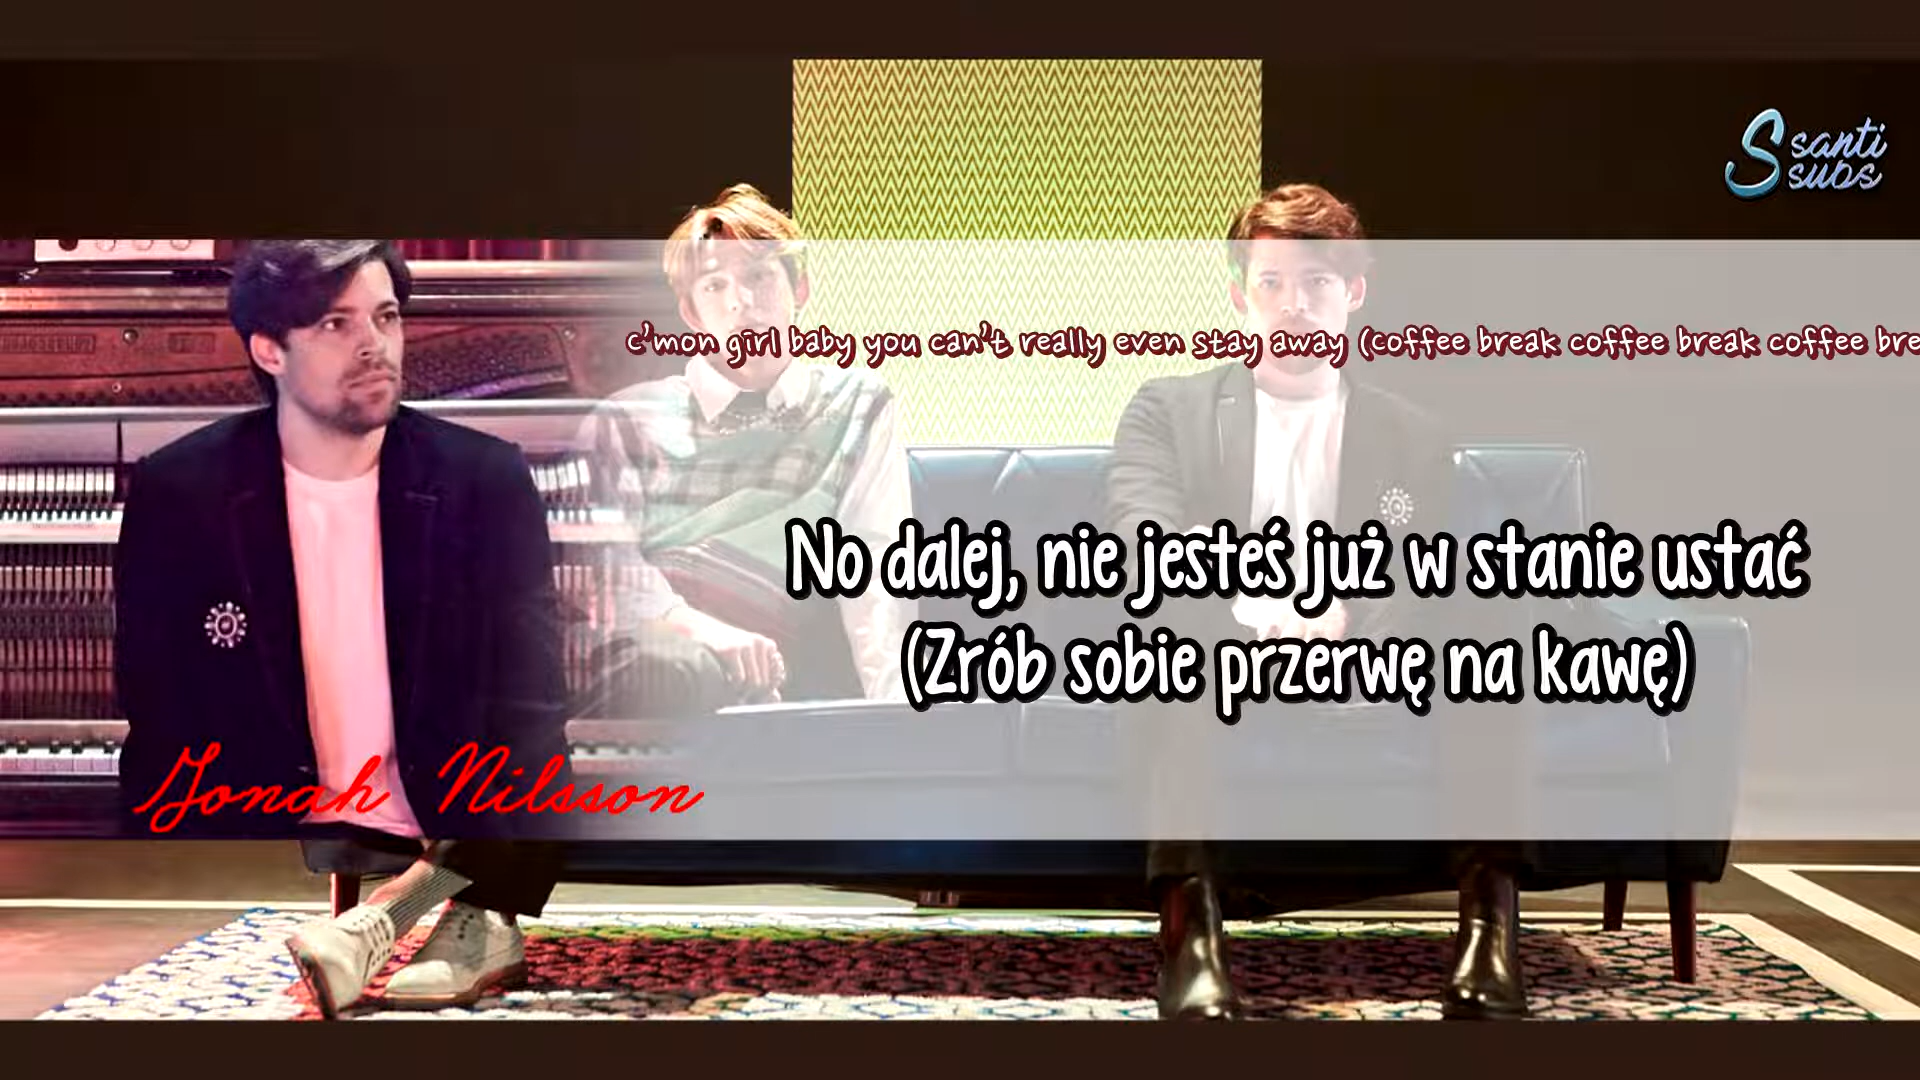 santi
subs
c'mon girl baby you can't really even stay away (coffee break coffee break coffee bre
No dalej, nie jesteś już w stanie ustać
(Zrób sobie przerwę na kawę)
Jonah Nilsson